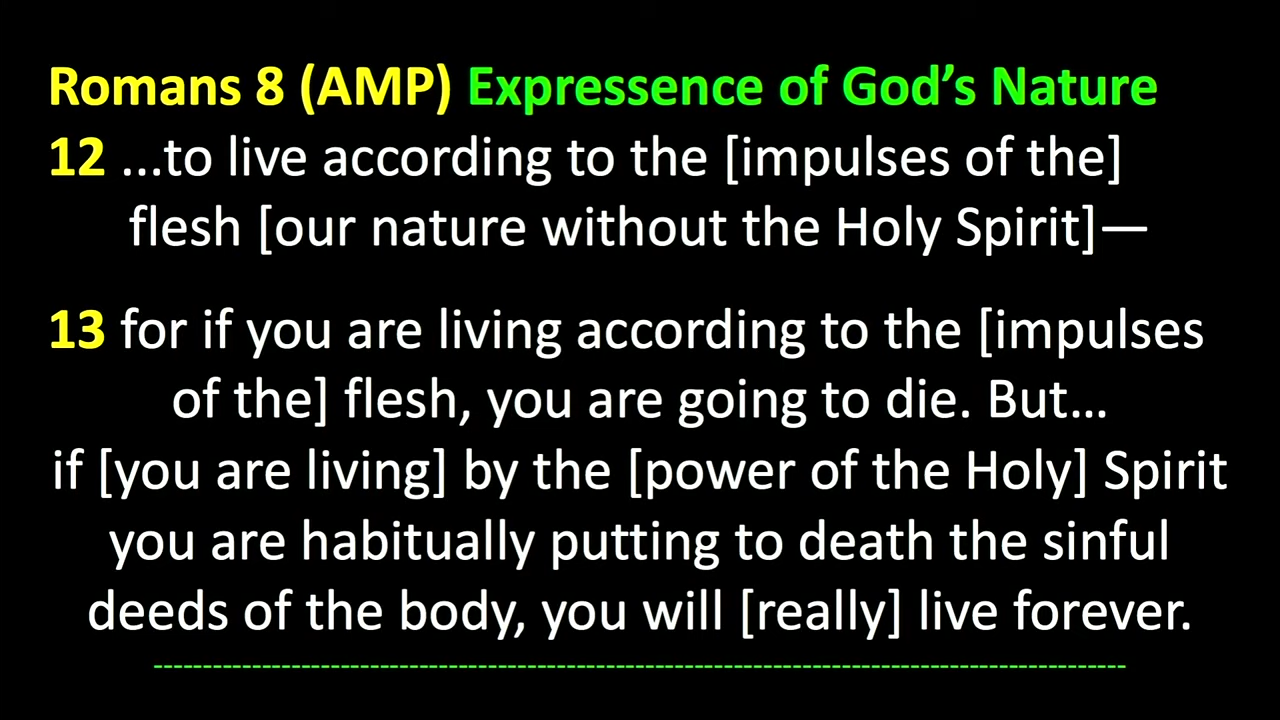 Romans 8 (AMP) Expressence of God’s Nature
12 ...to live according to the [impulses of the]
flesh [our nature without the Holy Spirit]—
13 for if you are living according to the [impulses
of the] flesh, you are going to die. But…
if [you are living] by the [power of the Holy] Spirit
you are habitually putting to death the sinful
deeds of the body, you will [really] live forever.